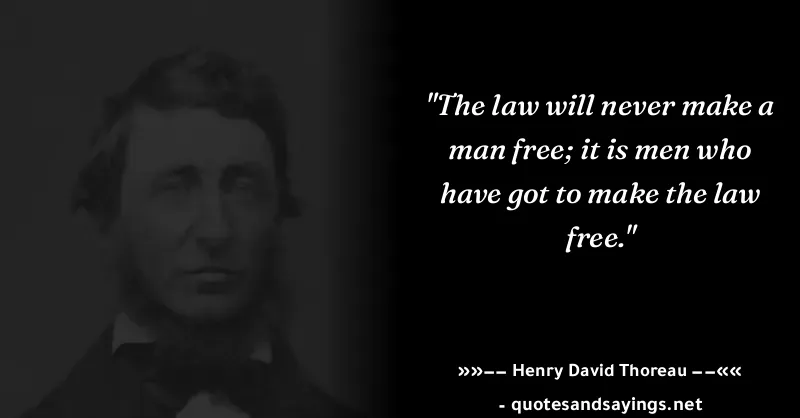 "The law will never make a
man free; it is men who
have got to make the law
free."
»»−− Henry David Thoreau −−««
- quotesandsayings.net